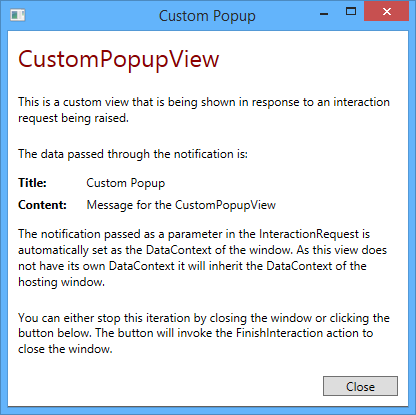 Custom Popup
CustomPopupView
This is a custom view that is being shown in response to an interaction
request being raised.
The data passed through the notification is:
Title: Custom Popup
Content: Message for the CustomPopupView
The notification passed as a parameter in the InteractionRequest is
automatically set as the DataContext of the window. As this view does
not have its own DataContext it will inherit the DataContext of the
hosting window.
You can either stop this iteration by closing the window or clicking the
button below. The button will invoke the FinishInteraction action to
close the window.
Close